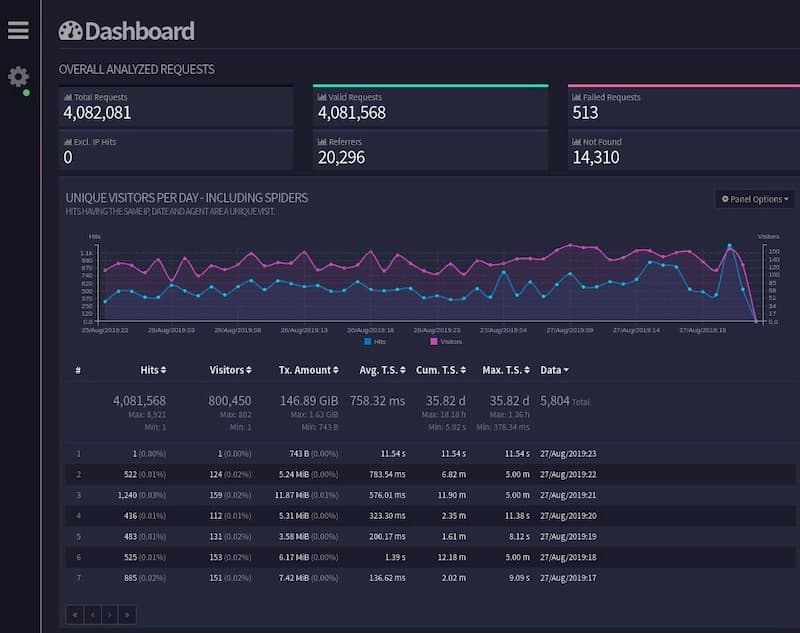 Dashboard
OVERALL ANALYZED REQUESTS
Total Requests
4,082,081
Valid Requests
4,081,568
Failed Requests
513
Excl. IP Hits
0
Referrers
20,296
Not Found
14,310
UNIQUE VISITORS PER DAY - INCLUDING SPIDERS
HITS HAVING THE SAME IP, DATE AND AGENT ARE A UNIQUE VISIT.
Panel Options
Hits Visitors
1.1k 150
980 140
870 120
740 100
620 85
500 68
370 51
250 34
120 17
0.0 0.0
25/Aug/2019:22 26/Aug/2019:03 26/Aug/2019:08 26/Aug/2019:13 26/Aug/2019:18 26/Aug/2019:23 27/Aug/2019:04 27/Aug/2019:09 27/Aug/2019:14 27/Aug/2019:19
Hits Visitors
# Hits Visitors Tx. Amount Avg. T.S. Cum. T.S. Max. T.S. Data
4,081,568 800,450 146.89 GiB 758.32 ms 35.82 d 35.82 d 5,804 Total
Max: 8,921 Max: 802 Max: 1.63 GiB Max: 18.18 h Max: 1.36 h
Min: 1 Min: 1 Min: 743 B Min: 5.02 s Min: 378.34 ms
1 1 (0.00%) 1 (0.00%) 743 B (0.00%) 11.54 s 11.54 s 11.54 s 27/Aug/2019:23
2 522 (0.01%) 124 (0.02%) 5.24 MiB (0.00%) 783.54 ms 6.82 m 5.00 m 27/Aug/2019:22
3 1,240 (0.03%) 159 (0.02%) 11.87 MiB (0.01%) 576.01 ms 11.90 m 5.00 m 27/Aug/2019:21
4 436 (0.01%) 112 (0.01%) 5.31 MiB (0.00%) 323.30 ms 2.35 m 11.38 s 27/Aug/2019:20
5 483 (0.01%) 131 (0.02%) 3.58 MiB (0.00%) 200.17 ms 1.61 m 8.12 s 27/Aug/2019:19
6 525 (0.01%) 153 (0.02%) 6.17 MiB (0.00%) 1.39 s 12.18 m 5.00 m 27/Aug/2019:18
7 885 (0.02%) 151 (0.02%) 7.42 MiB (0.00%) 136.62 ms 2.02 m 9.09 s 27/Aug/2019:17